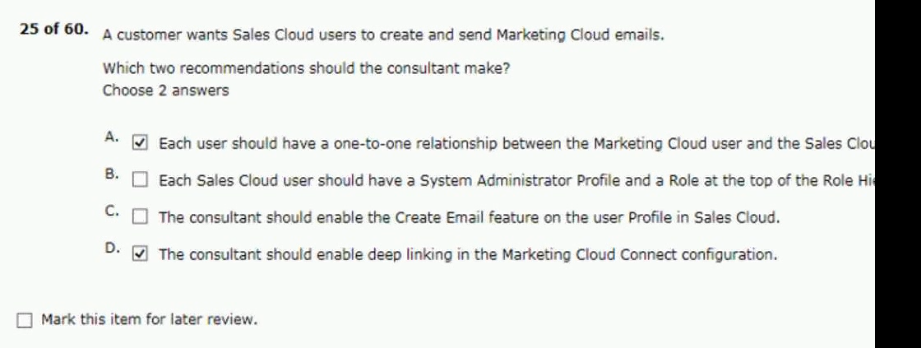 25 of 60. A customer wants Sales Cloud users to create and send Marketing Cloud emails.
Which two recommendations should the consultant make?
Choose 2 answers
A. Each user should have a one-to-one relationship between the Marketing Cloud user and the Sales
B. Each Sales Cloud user should have a System Administrator Profile and a Role at the top of the Role
C. The consultant should enable the Create Email feature on the user Profile in Sales Cloud.
D. The consultant should enable deep linking in the Marketing Cloud Connect configuration.
Mark this item for later review.